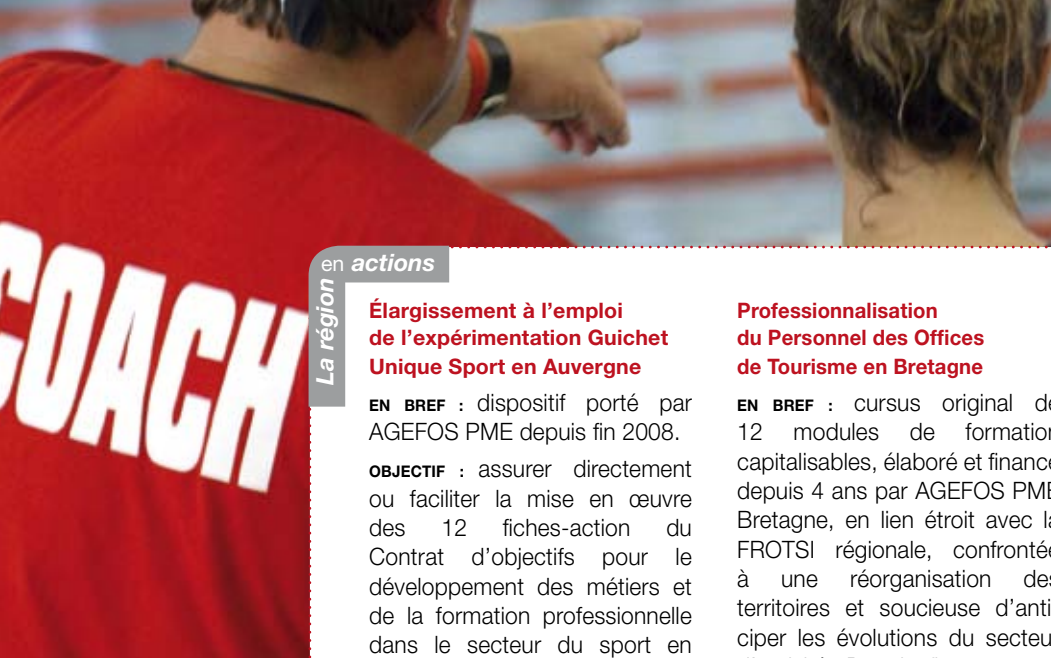 COACH
La région en actions
Élargissement à l'emploi
de l'expérimentation Guichet
Unique Sport en Auvergne
EN BREF : dispositif porté par
AGEFOS PME depuis fin 2008.
OBJECTIF : assurer directement
ou faciliter la mise en œuvre
des 12 fiches-action du
Contrat d'objectifs pour le
développement des métiers et
de la formation professionnelle
dans le secteur du sport en
Professionnalisation
du Personnel des Offices
de Tourisme en Bretagne
EN BREF : cursus original de
12 modules de formation
capitalisables, élaboré et financé
depuis 4 ans par AGEFOS PME
Bretagne, en lien étroit avec la
FROTSI régionale, confrontée
à une réorganisation des
territoires et soucieuse d'anti
ciper les évolutions du secteur